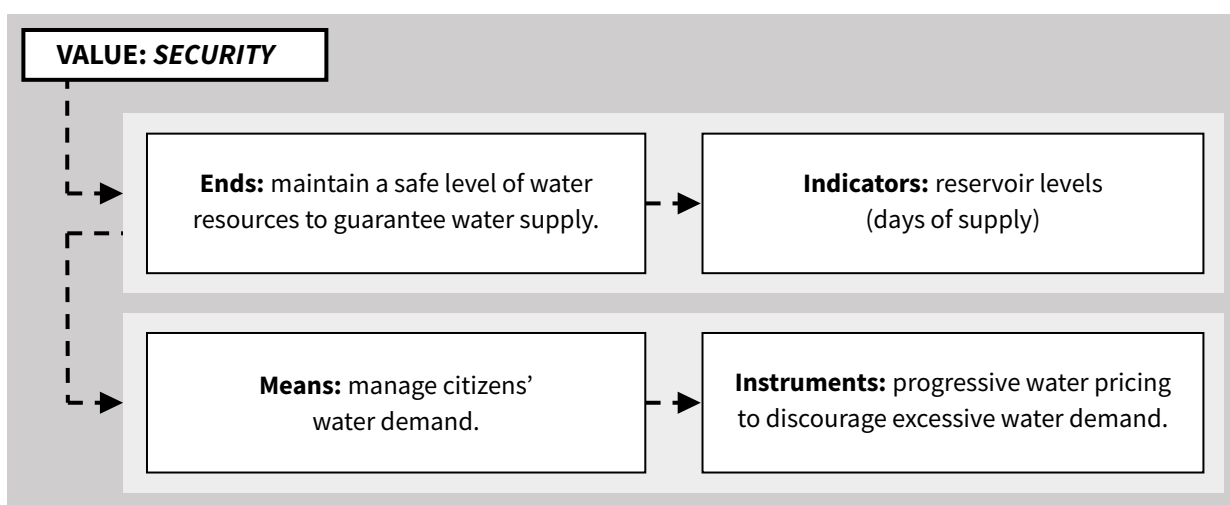 VALUE: SECURITY
Ends: maintain a safe level of water
resources to guarantee water supply.
Indicators: reservoir levels
(days of supply)
Means: manage citizens’
water demand.
Instruments: progressive water pricing
to discourage excessive water demand.